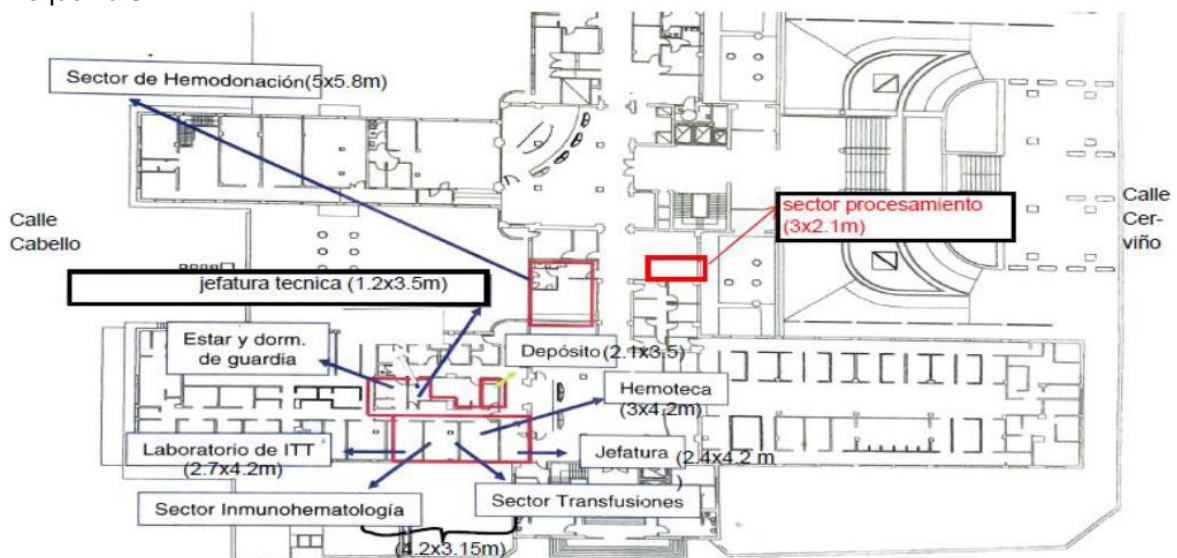 Sector de Hemodonación(5x5.8m)
sector procesamiento
(3x2.1m)
Calle
Cabello
Calle
Cer-
viño
jefatura tecnica (1.2x3.5m)
Estar y dorm.
de guardia
Depósito(2.1x3.5)
Hemoteca
(3x4.2m)
Laboratorio de ITT
(2.7x4.2m)
Jefatura (2.4x4.2 m
)
Sector Inmunohematología
Sector Transfusiones
(4.2x3.15m)